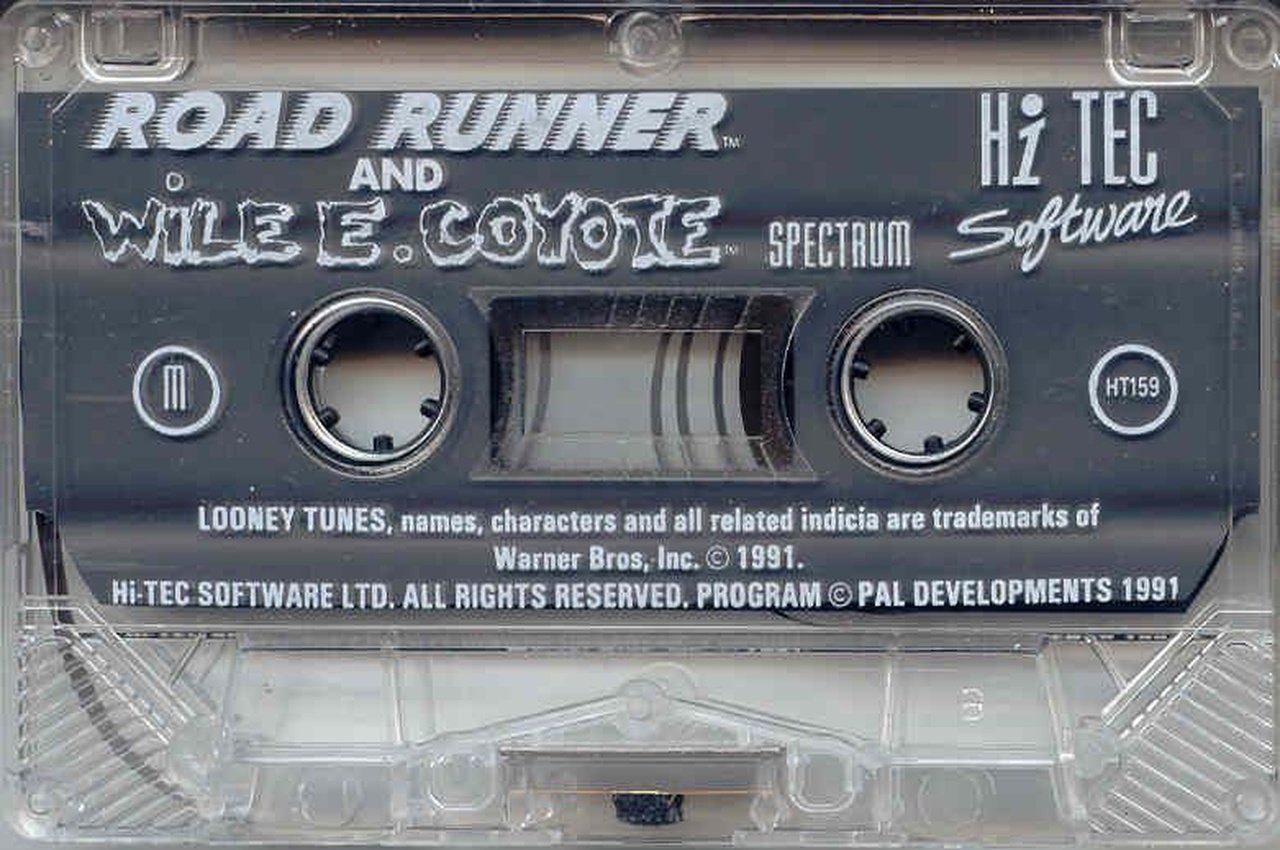 ROAD RUNNER™
AND
WILE E. COYOTE™
SPECTRUM
Hi TEC
Software
m
HT159
LOONEY TUNES, names, characters and all related indicia are trademarks of
Warner Bros, Inc. © 1991.
Hi-TEC SOFTWARE LTD. ALL RIGHTS RESERVED. PROGRAM © PAL DEVELOPMENTS 1991